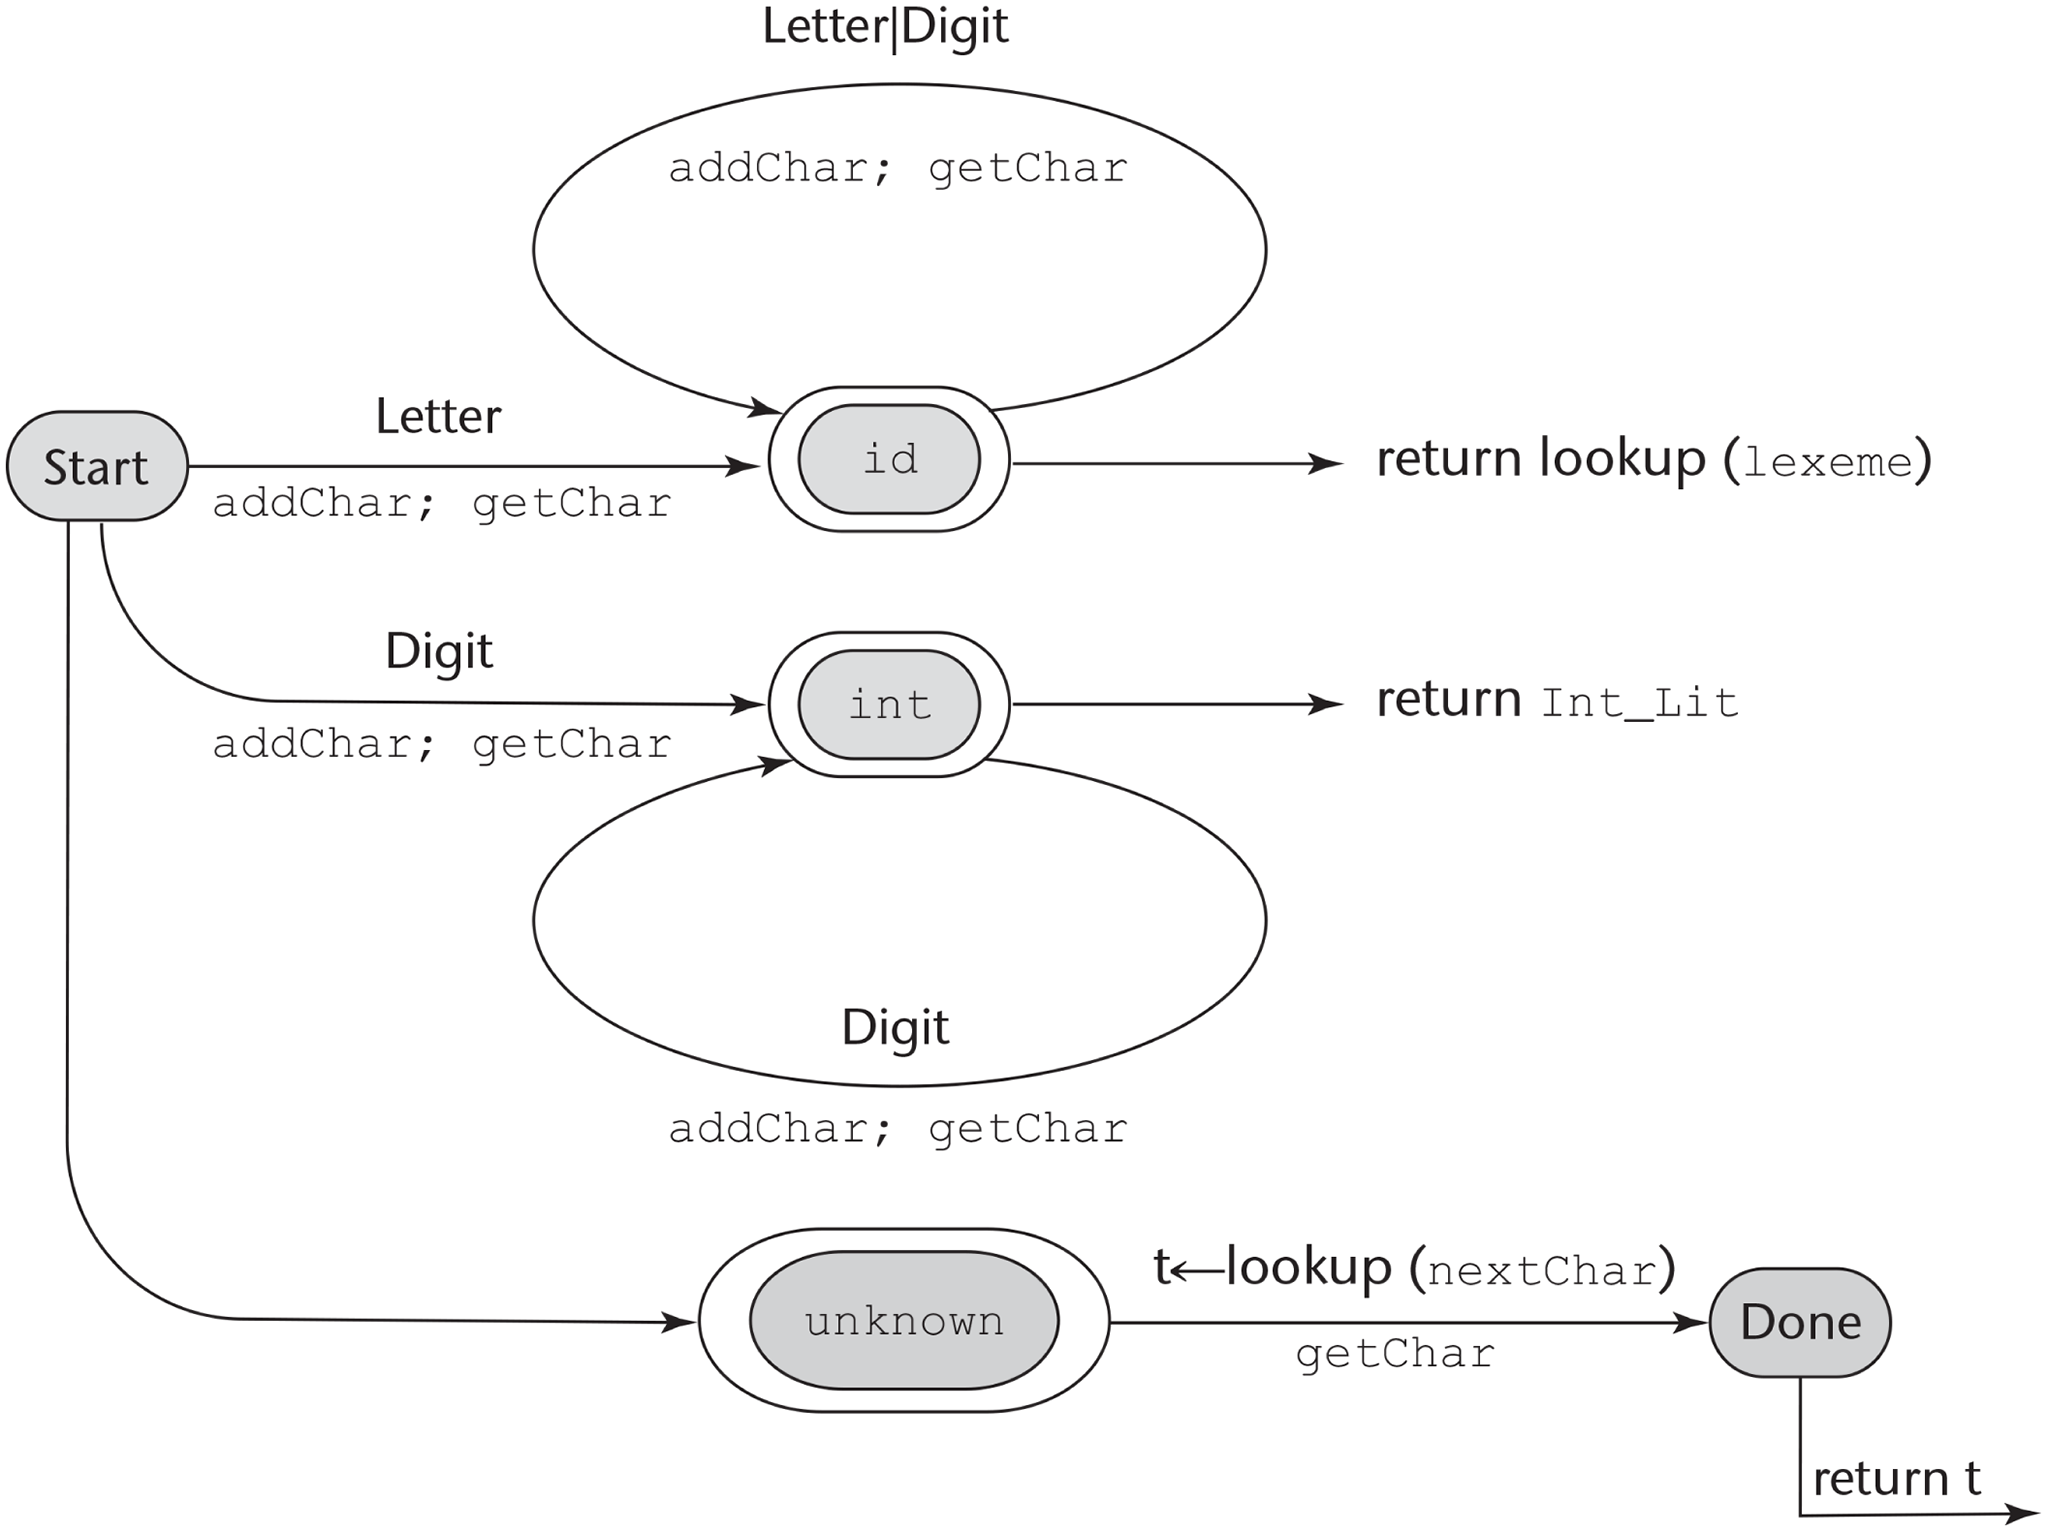 Letter|Digit
addChar; getChar
Letter
Start
id
return lookup (lexeme)
addChar; getChar
Digit
int
return Int_Lit
addChar; getChar
Digit
addChar; getChar
t←lookup (nextChar)
unknown
Done
getChar
return t